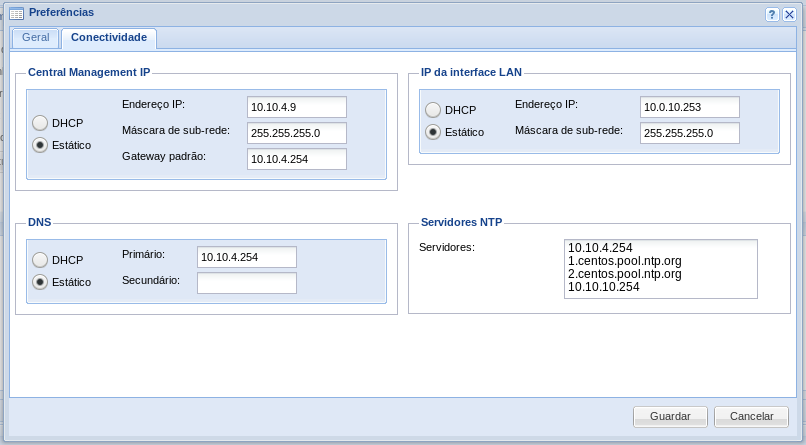 Preferências
?
Geral
Conectividade
Central Management IP
DHCP
Estático
Endereço IP:
10.10.4.9
Máscara de sub-rede:
255.255.255.0
Gateway padrão:
10.10.4.254
IP da interface LAN
DHCP
Estático
Endereço IP:
10.0.10.253
Máscara de sub-rede:
255.255.255.0
DNS
DHCP
Estático
Primário:
10.10.4.254
Secundário:
Servidores NTP
Servidores:
10.10.4.254
1.centos.pool.ntp.org
2.centos.pool.ntp.org
10.10.10.254
Guardar
Cancelar